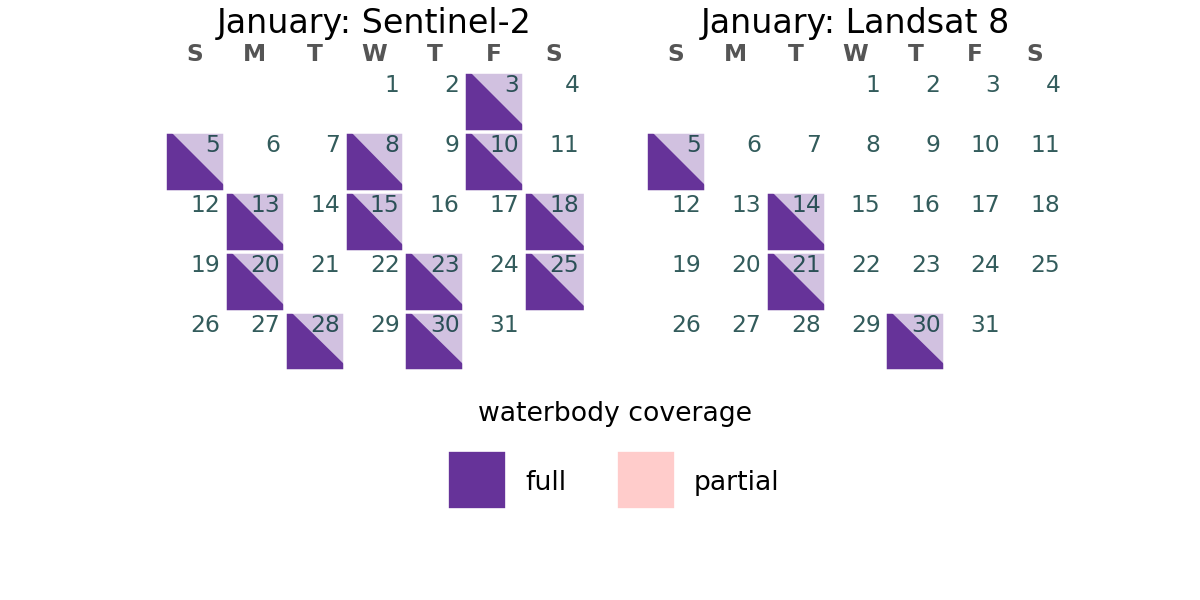 January: Sentinel-2
S M T W T F S
1 2 3 4
5 6 7 8 9 10 11
12 13 14 15 16 17 18
19 20 21 22 23 24 25
26 27 28 29 30 31
January: Landsat 8
S M T W T F S
1 2 3 4
5 6 7 8 9 10 11
12 13 14 15 16 17 18
19 20 21 22 23 24 25
26 27 28 29 30 31
waterbody coverage
full partial